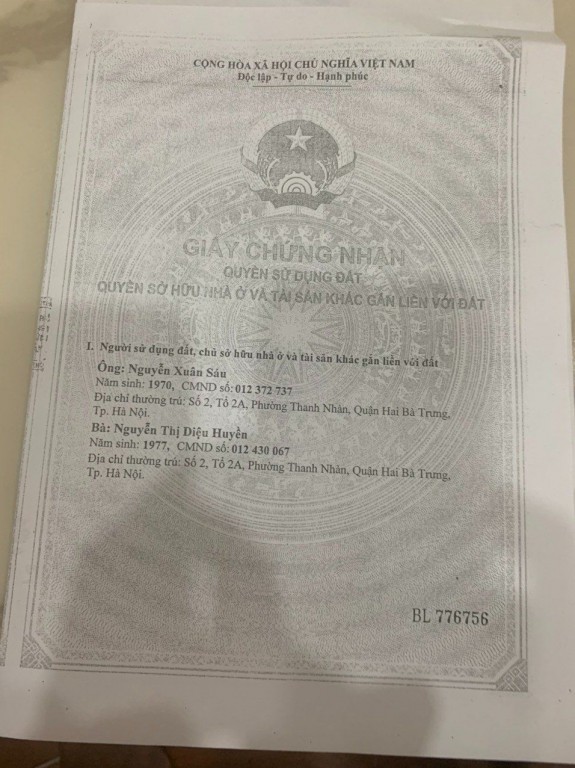 CỘNG HÒA XÃ HỘI CHỦ NGHĨA VIỆT NAM
Độc lập - Tự do - Hạnh phúc
GIẤY CHỨNG NHẬN
QUYỀN SỬ DỤNG ĐẤT
QUYỀN SỞ HỮU NHÀ Ở VÀ TÀI SẢN KHÁC GẮN LIỀN VỚI ĐẤT
I. Người sử dụng đất, chủ sở hữu nhà ở và tài sản khác gắn liền với đất
Ông: Nguyễn Xuân Sáu
Năm sinh: 1970, CMND số: 012 372 737
Địa chỉ thường trú: Số 2, Tổ 2A, Phường Thanh Nhàn, Quận Hai Bà Trưng,
Tp. Hà Nội.
Bà: Nguyễn Thị Diệu Huyền
Năm sinh: 1977, CMND số: 012 430 067
Địa chỉ thường trú: Số 2, Tổ 2A, Phường Thanh Nhàn, Quận Hai Bà Trưng,
Tp. Hà Nội.
BL 776756